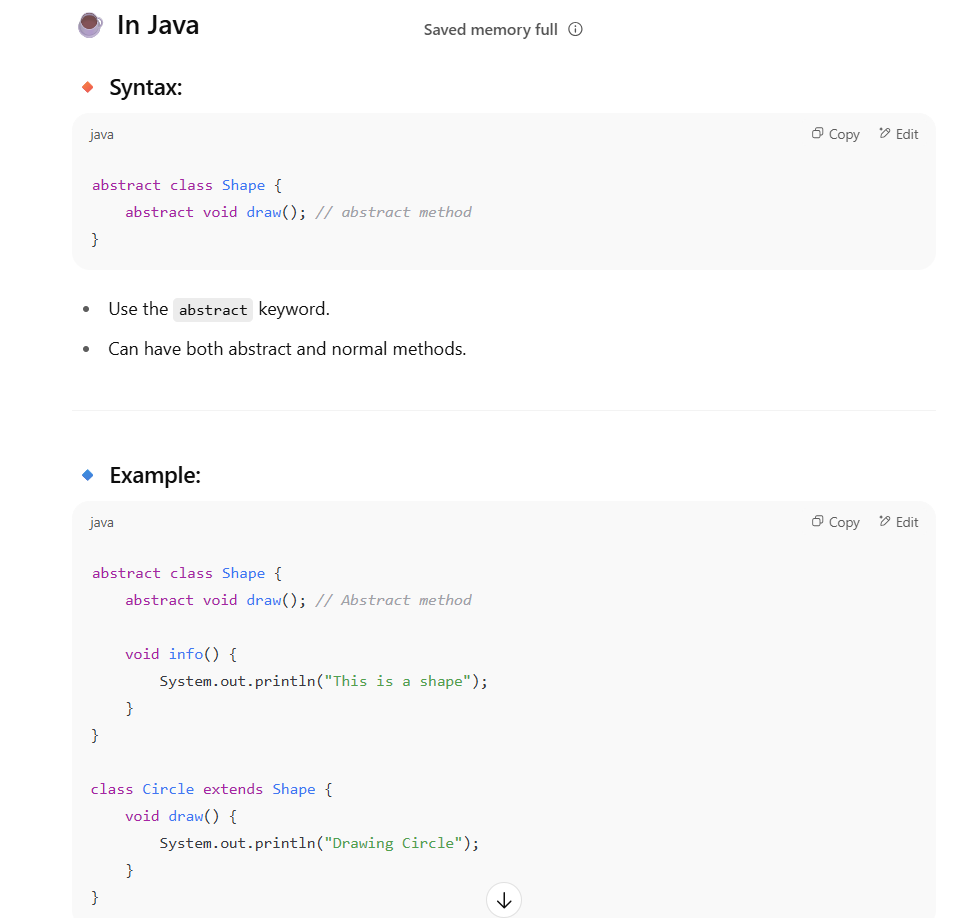 In Java
Saved memory full
Syntax:
java
Copy
Edit
abstract class Shape {
    abstract void draw(); // abstract method
}
• Use the abstract keyword.
• Can have both abstract and normal methods.
Example:
java
Copy
Edit
abstract class Shape {
    abstract void draw(); // Abstract method
    void info() {
        System.out.println("This is a shape");
    }
}
class Circle extends Shape {
    void draw() {
        System.out.println("Drawing Circle");
    }
}